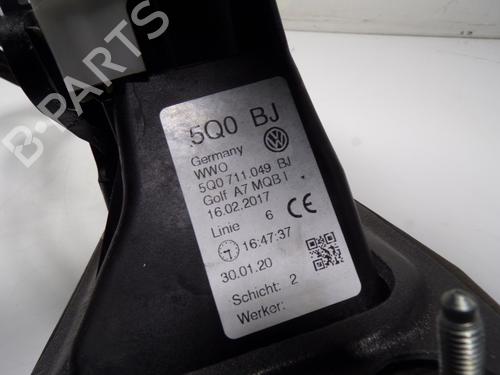 B-PARTS
5Q0 BJ
Germany
WWO
5Q0 711.049 BJ
Golf A7 MQB I
16.02.2017
Linie 6 CE
16:47:37
30.01.20
Schicht: 2
Werker: